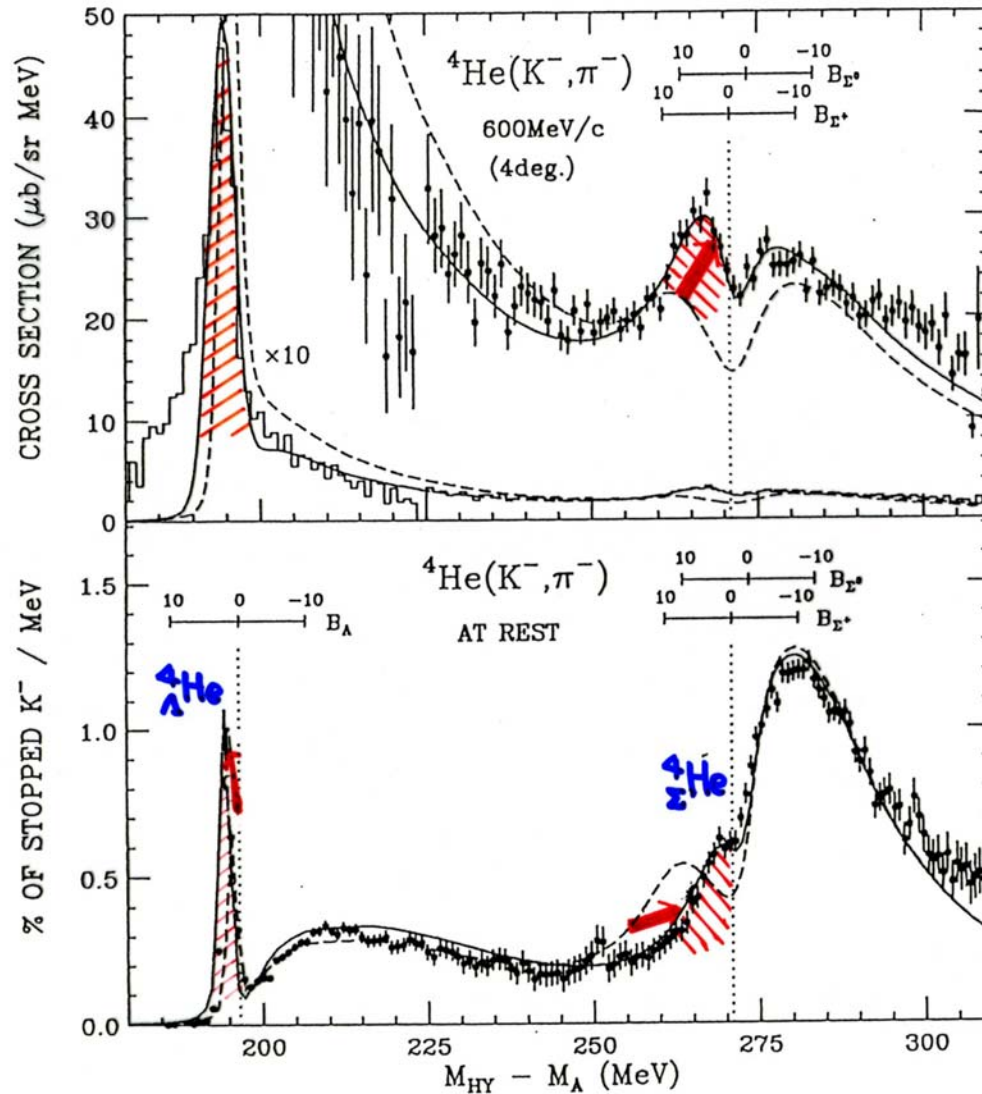 CROSS SECTION (μb/sr MeV)
50
40
30
20
10
0
⁴He(K⁻,π⁻)
600MeV/c
(4deg.)
10 0 -10
B_Σ⁰
10 0 -10
B_Σ⁺
×10
% OF STOPPED K⁻ / MeV
1.5
1.0
0.5
0.0
⁴He(K⁻,π⁻)
AT REST
10 0 -10
B_Λ
10 0 -10
B_Σ⁰
10 0 -10
B_Σ⁺
⁴_ΛHe
⁴_ΣHe
200 225 250 275 300
M_HY − M_A (MeV)